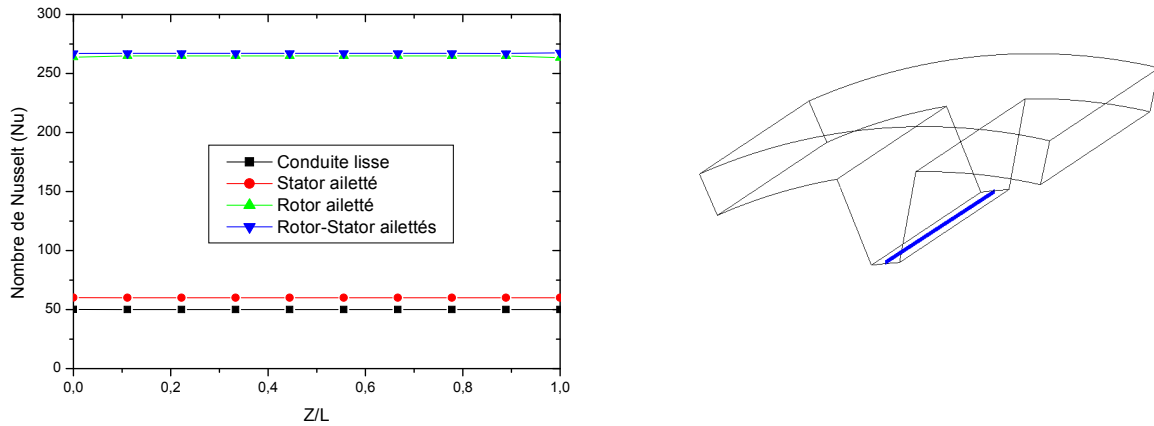 300
250
200
150
100
50
0
Nombre de Nusselt (Nu)
Conduite lisse
Stator ailetté
Rotor ailetté
Rotor-Stator ailettés
0,0 0,2 0,4 0,6 0,8 1,0
Z/L